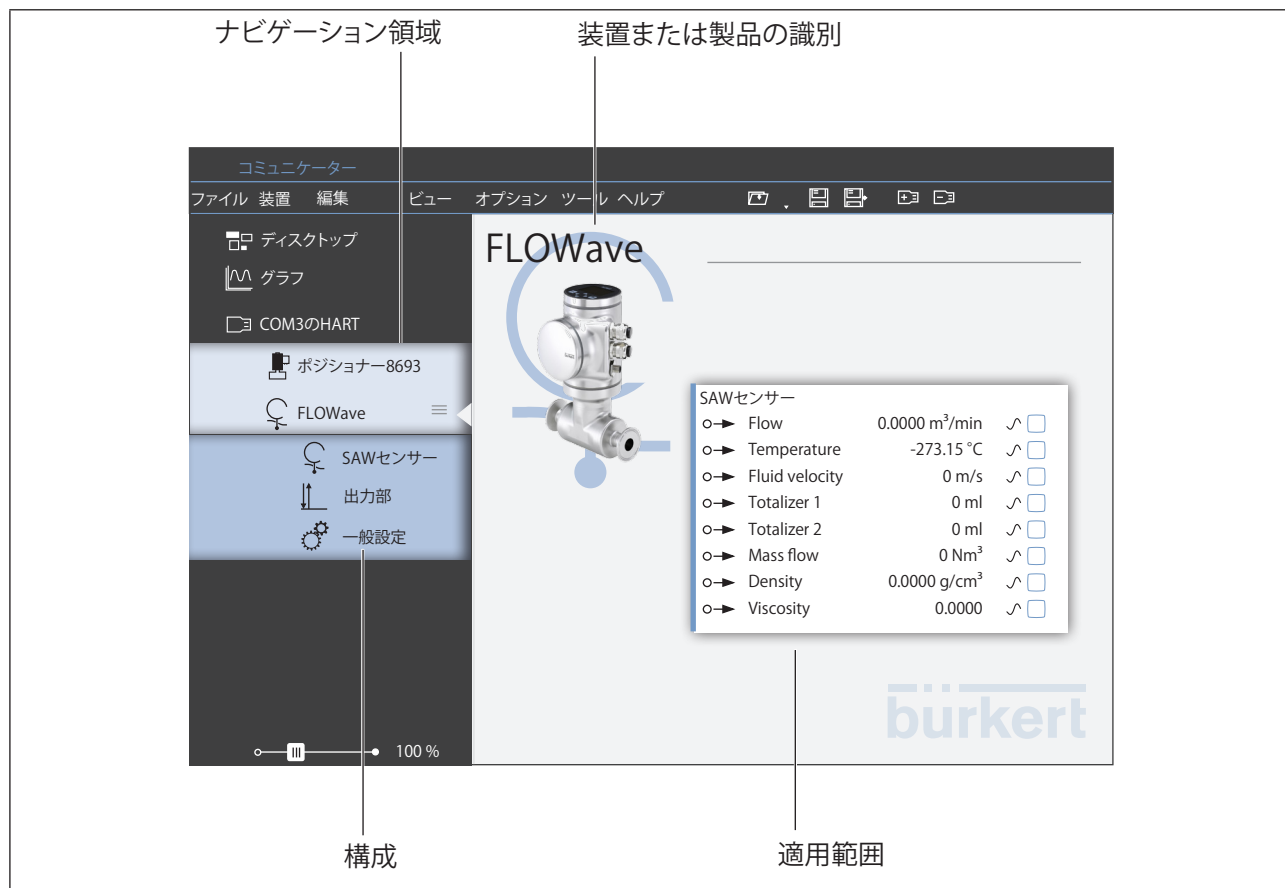 ナビゲーション領域
装置または製品の識別
コミュニケーター
ファイル 装置 編集 ビュー オプション ツール ヘルプ
ディスクトップ
グラフ
COM3のHART
ポジショナー8693
FLOWave
SAWセンサー
出力部
一般設定
100 %
FLOWave
SAWセンサー
Flow 0.0000 m³/min
Temperature -273.15 °C
Fluid velocity 0 m/s
Totalizer 1 0 ml
Totalizer 2 0 ml
Mass flow 0 Nm³
Density 0.0000 g/cm³
Viscosity 0.0000
bürkert
構成
適用範囲